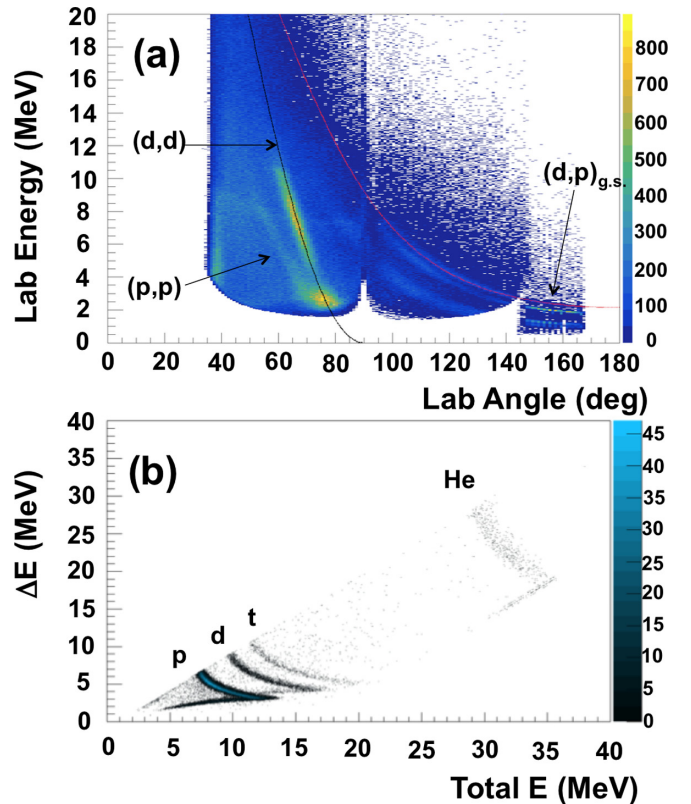 20
18
16
14
12
10
8
6
4
2
0
Lab Energy (MeV)
(a)
(d,d)
(p,p)
(d,p)g.s.
800
700
600
500
400
300
200
100
0
0 20 40 60 80 100 120 140 160 180
Lab Angle (deg)
40
35
30
25
20
15
10
5
0
ΔE (MeV)
(b)
He
t
d
p
45
40
35
30
25
20
15
10
5
0
0 5 10 15 20 25 30 35 40
Total E (MeV)